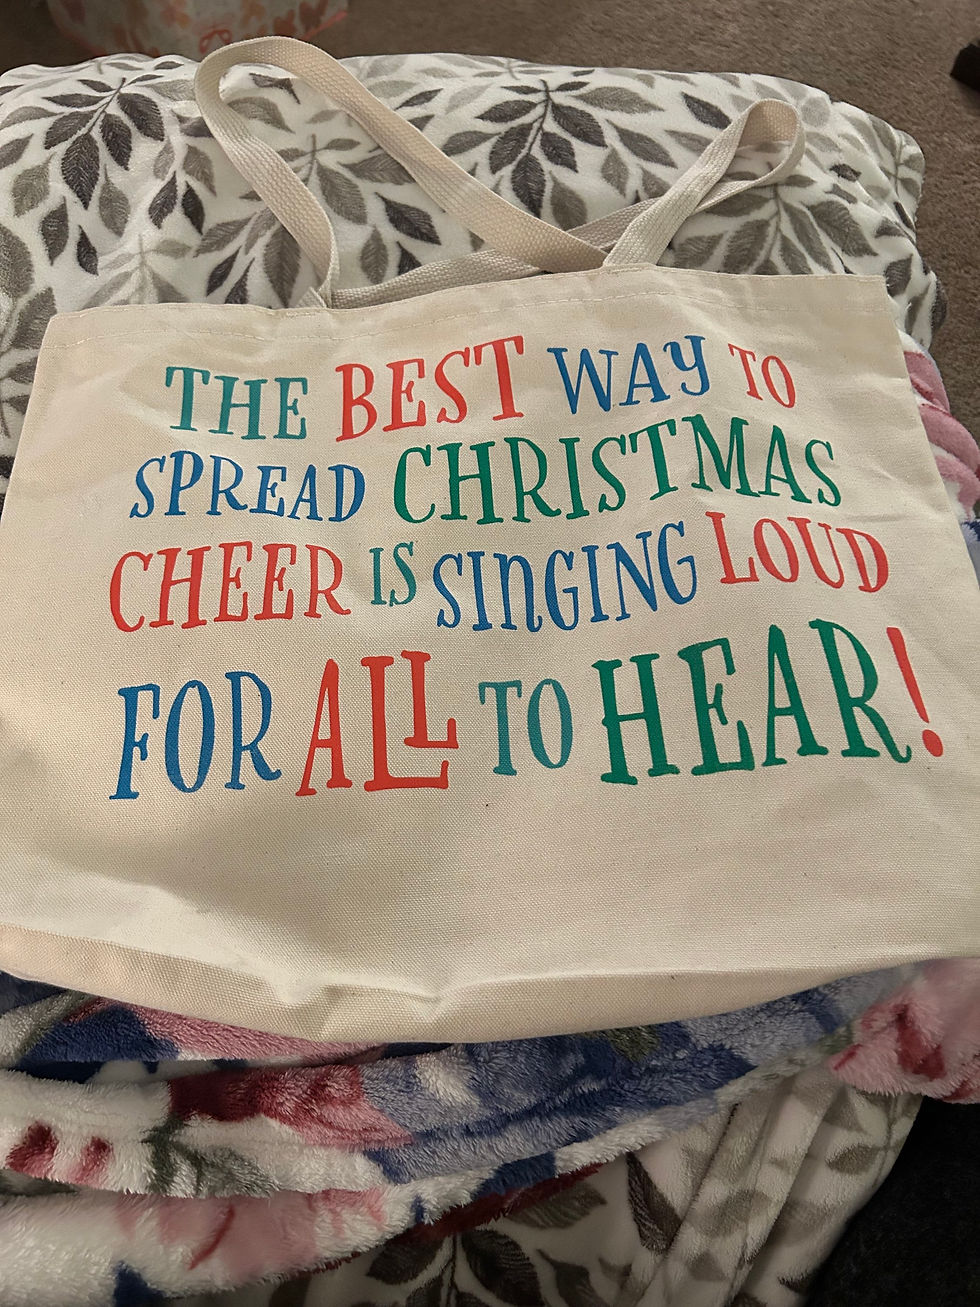 THE BEST WAY TO
SPREAD CHRISTMAS
CHEER IS SINGING LOUD
FOR ALL TO HEAR!